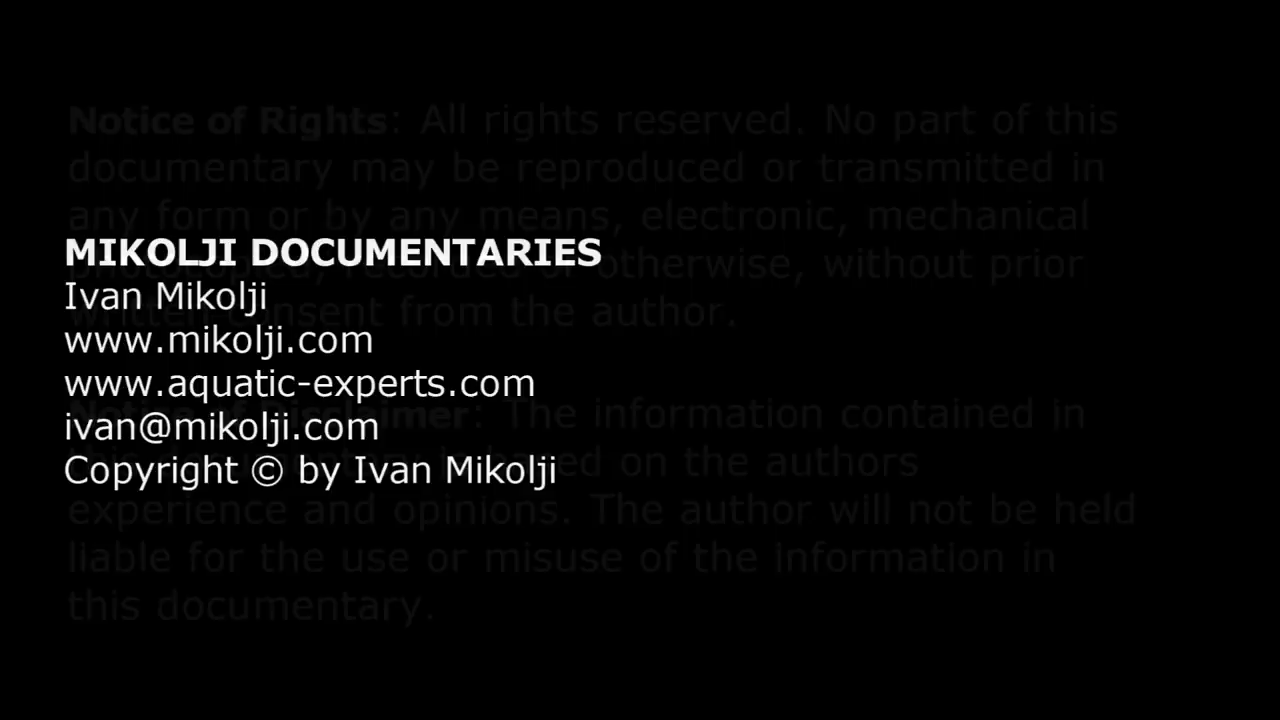 Notice of Rights: All rights reserved. No part of this
documentary may be reproduced or transmitted in
any form or by any means, electronic, mechanical
otherwise, without prior
written consent from the author.
MIKOLJI DOCUMENTARIES
Ivan Mikolji
www.mikolji.com
www.aquatic-experts.com
ivan@mikolji.com
Copyright © by Ivan Mikolji
Disclaimer: The information contained in
on the authors
experience and opinions. The author will not be held
liable for the use or misuse of the information in
this documentary.